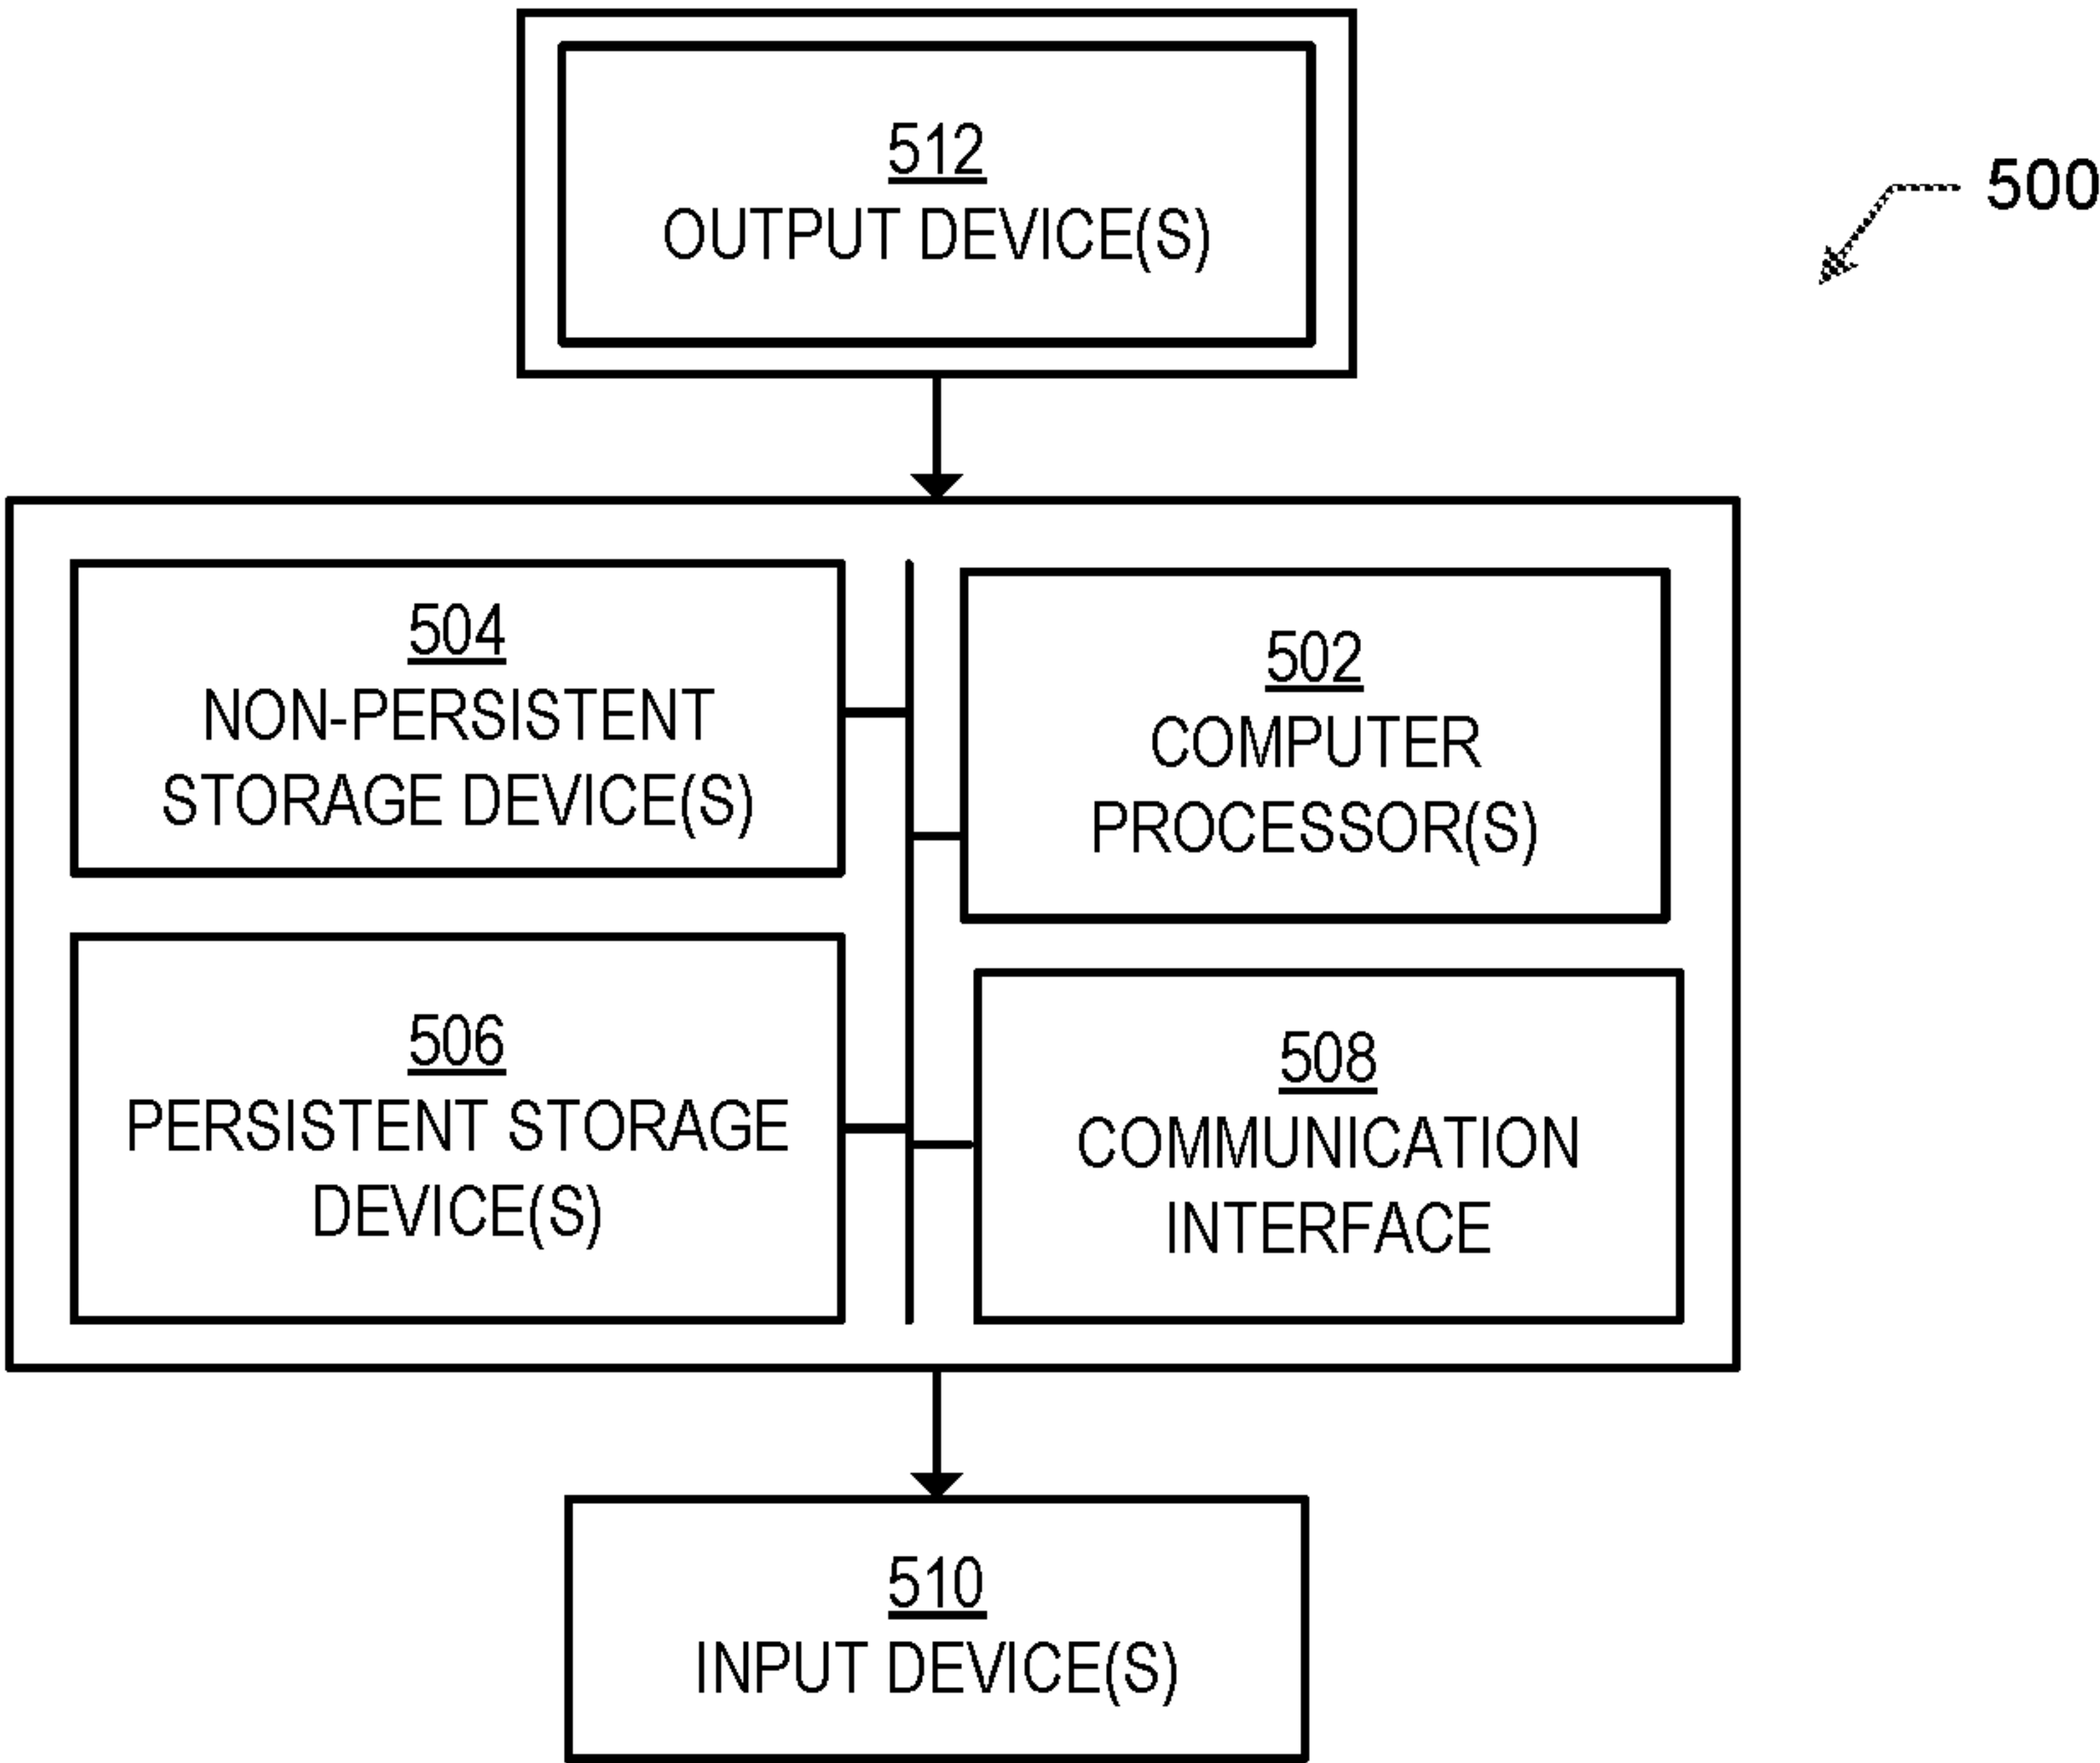 512
OUTPUT DEVICE(S)
500
504
NON-PERSISTENT
STORAGE DEVICE(S)
502
COMPUTER
PROCESSOR(S)
506
PERSISTENT STORAGE
DEVICE(S)
508
COMMUNICATION
INTERFACE
510
INPUT DEVICE(S)